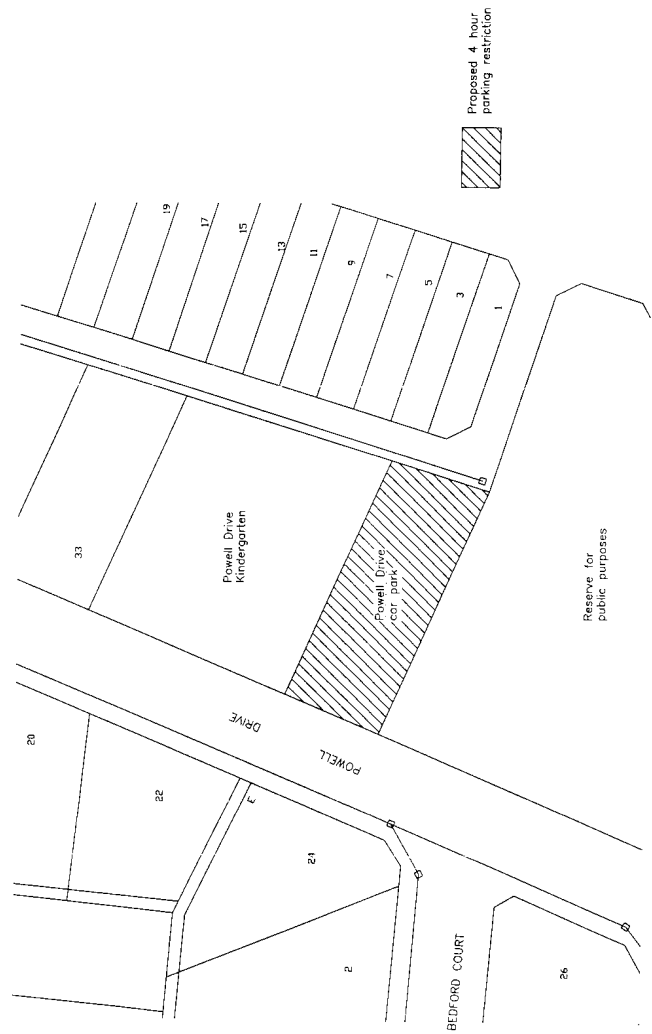 Proposed 4 hour
parking restriction
19
17
15
13
11
9
7
5
3
1
33
Powell Drive
Kindergarten
Powell Drive
car park
Reserve for
public purposes
POWELL
DRIVE
20
22
E
24
2
BEDFORD COURT
26